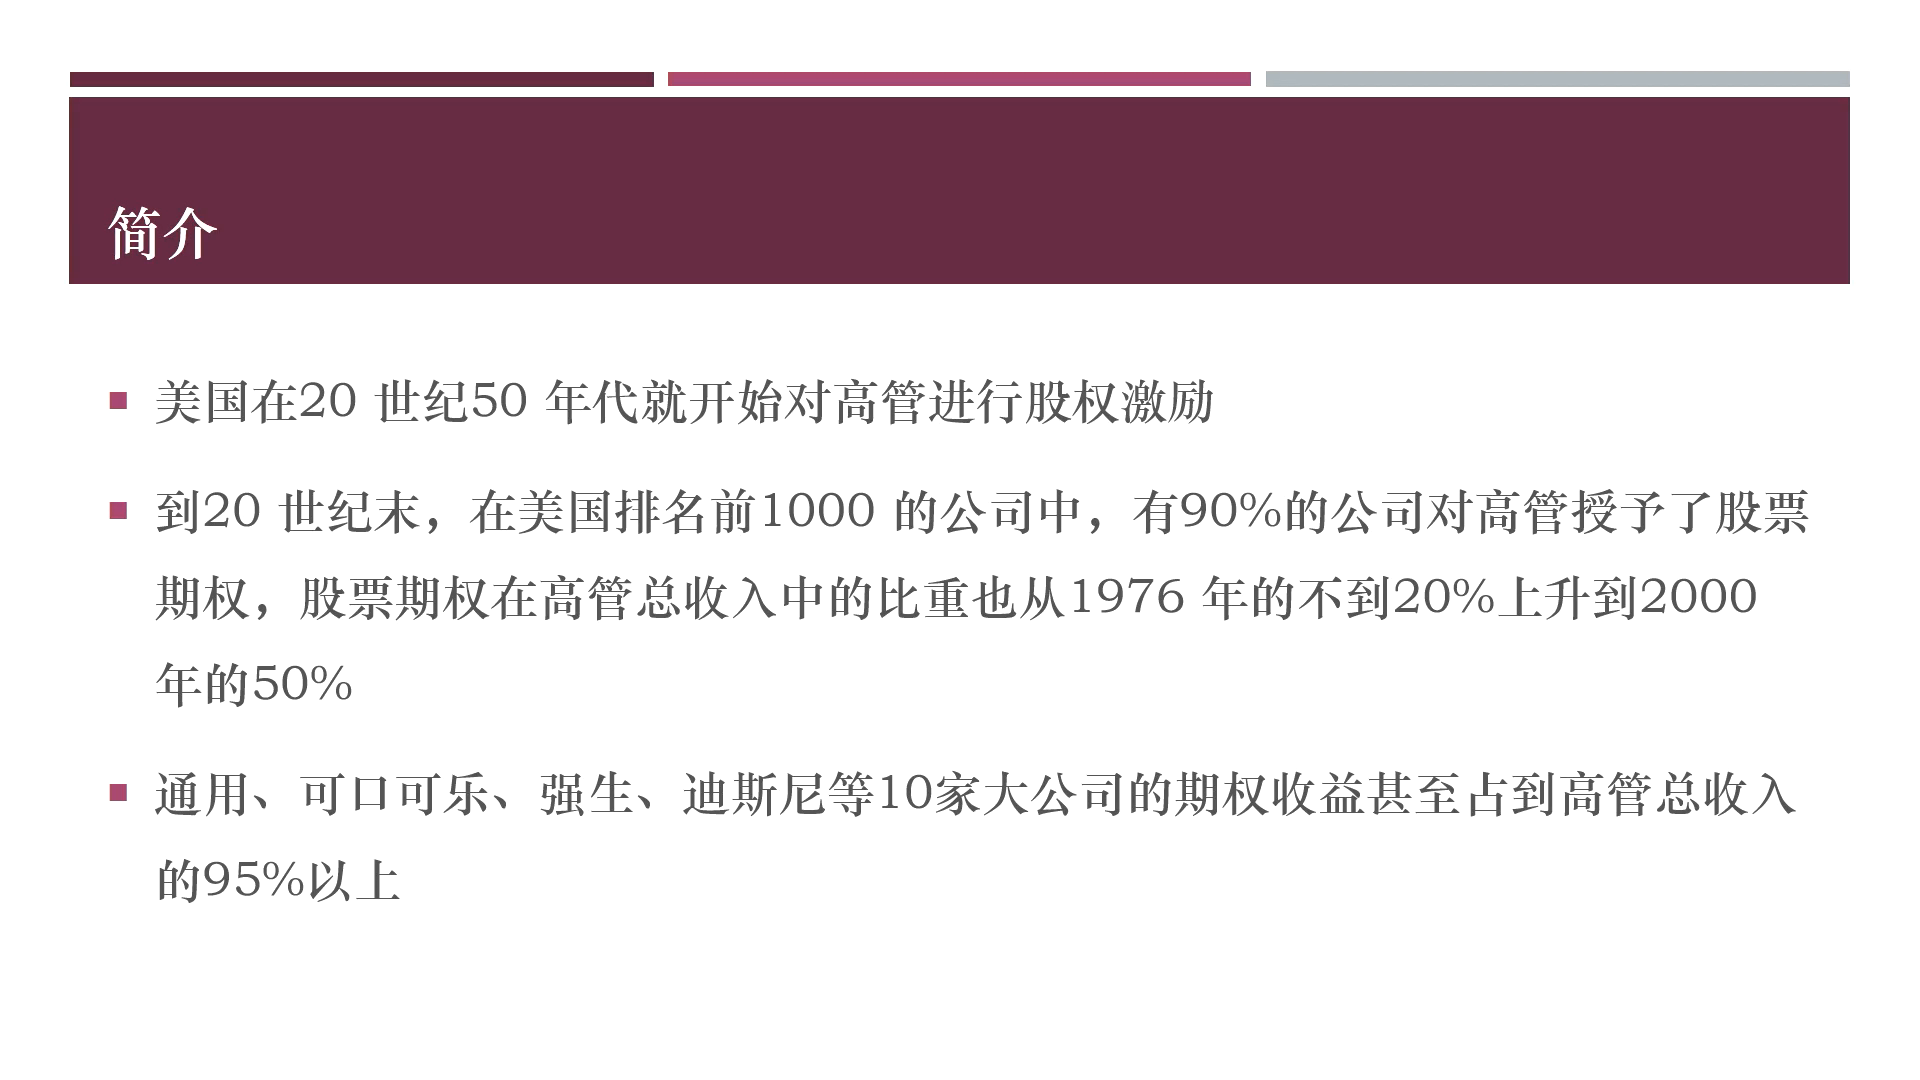 简介
美国在20 世纪50 年代就开始对高管进行股权激励
到20 世纪末，在美国排名前1000 的公司中，有90%的公司对高管授予了股票
期权，股票期权在高管总收入中的比重也从1976 年的不到20%上升到2000
年的50%
通用、可口可乐、强生、迪斯尼等10家大公司的期权收益甚至占到高管总收入
的95%以上